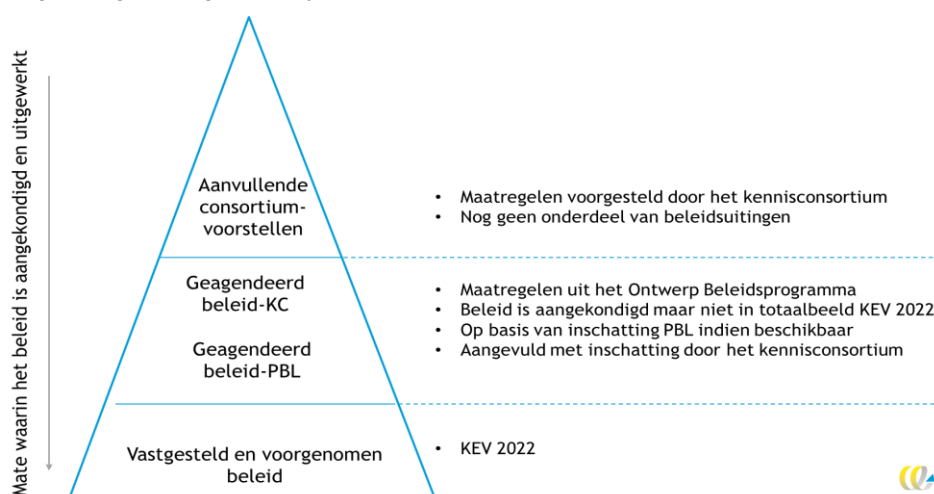 Mate waarin het beleid is aangekondigd en uitgewerkt
Aanvullende
consortium-
voorstellen
• Maatregelen voorgesteld door het kennisconsortium
• Nog geen onderdeel van beleidsuitingen
Geagendeerd
beleid-KC
Geagendeerd
beleid-PBL
• Maatregelen uit het Ontwerp Beleidsprogramma
• Beleid is aangekondigd maar niet in totaalbeeld KEV 2022
• Op basis van inschatting PBL indien beschikbaar
• Aangevuld met inschatting door het kennisconsortium
Vastgesteld en voorgenomen
beleid
• KEV 2022